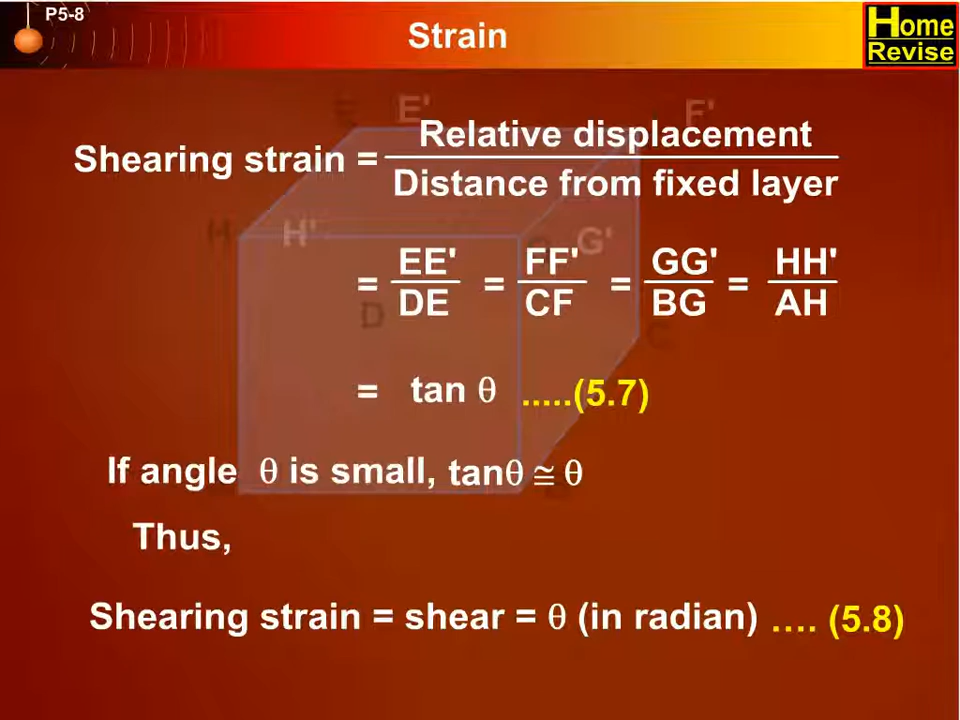 P5-8
Strain
Home
Revise
E E' F'
Shearing strain = Relative displacement
Distance from fixed layer
H H' G'
= EE' = FF' = GG' = HH'
DE CF BG AH
D C
= tan θ .....(5.7)
If angle θ is small, tanθ ≅ θ
Thus,
Shearing strain = shear = θ (in radian) .... (5.8)